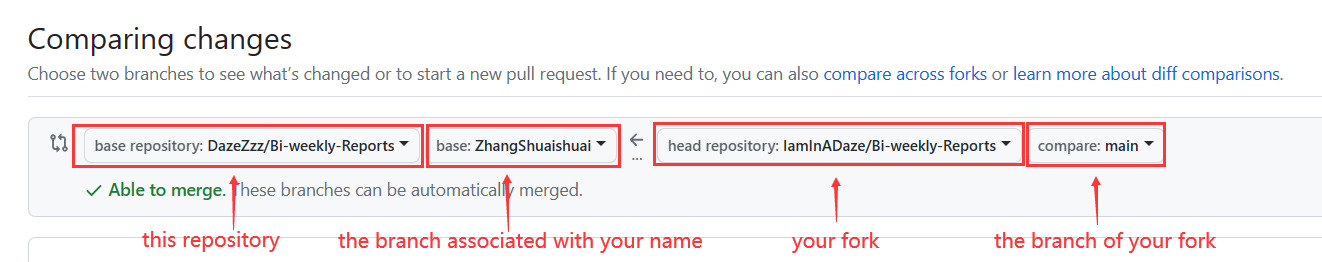 Comparing changes
Choose two branches to see what’s changed or to start a new pull request. If you need to, you can also compare across forks or learn more about diff comparisons.
base repository: DazeZzz/Bi-weekly-Reports base: ZhangShuaishuai head repository: IamInADaze/Bi-weekly-Reports compare: main
Able to merge. These branches can be automatically merged.
this repository the branch associated with your name your fork the branch of your fork